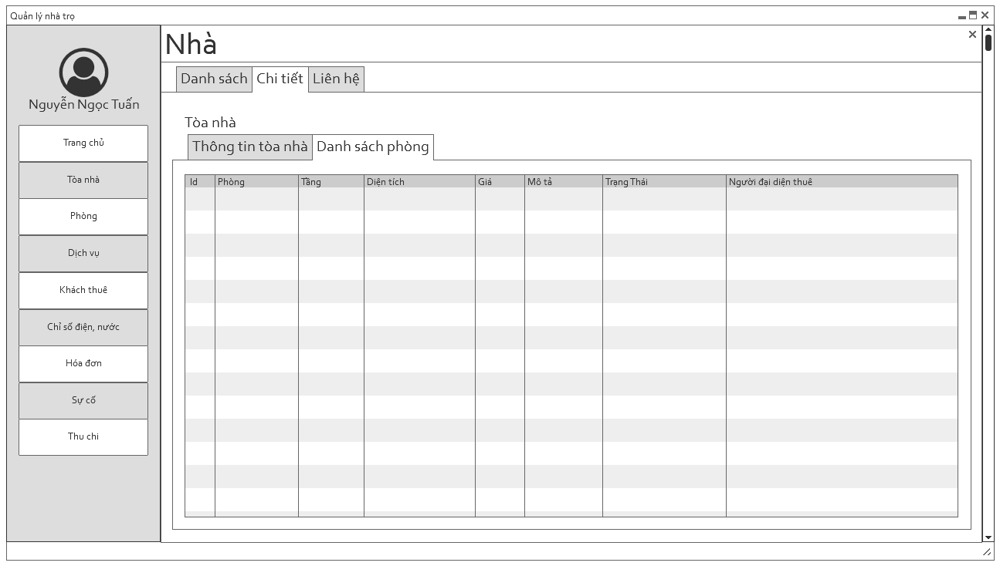 Quản lý nhà trọ
Nguyễn Ngọc Tuấn
Trang chủ
Tòa nhà
Phòng
Dịch vụ
Khách thuê
Chỉ số điện, nước
Hóa đơn
Sự cố
Thu chi
Nhà
Danh sách Chi tiết Liên hệ
Tòa nhà
Thông tin tòa nhà Danh sách phòng
Id Phòng Tầng Diện tích Giá Mô tả Trạng Thái Người đại diện thuê